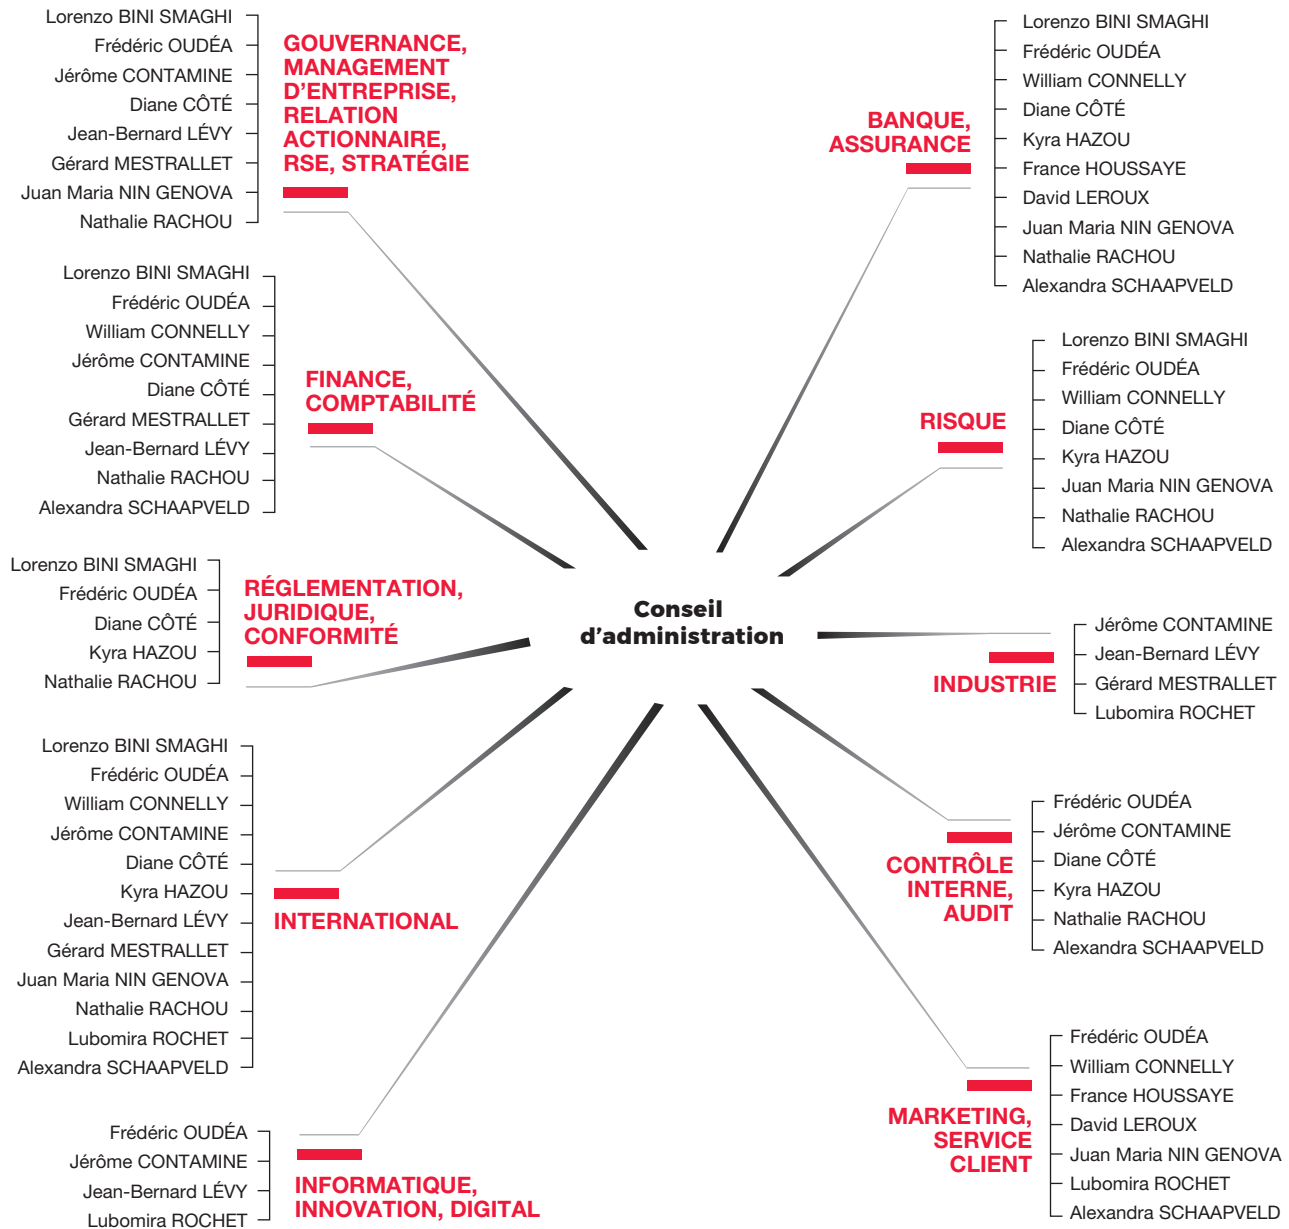 Lorenzo BINI SMAGHI
Frédéric OUDÉA
Jérôme CONTAMINE
Diane CÔTÉ
Jean-Bernard LÉVY
Gérard MESTRALLET
Juan Maria NIN GENOVA
Nathalie RACHOU
GOUVERNANCE,
MANAGEMENT
D'ENTREPRISE,
RELATION
ACTIONNAIRE,
RSE, STRATÉGIE
Lorenzo BINI SMAGHI
Frédéric OUDÉA
William CONNELLY
Jérôme CONTAMINE
Diane CÔTÉ
Gérard MESTRALLET
Jean-Bernard LÉVY
Nathalie RACHOU
Alexandra SCHAAPVELD
FINANCE,
COMPTABILITÉ
Lorenzo BINI SMAGHI
Frédéric OUDÉA
Diane CÔTÉ
Kyra HAZOU
Nathalie RACHOU
RÉGLEMENTATION,
JURIDIQUE,
CONFORMITÉ
Lorenzo BINI SMAGHI
Frédéric OUDÉA
William CONNELLY
Jérôme CONTAMINE
Diane CÔTÉ
Kyra HAZOU
Jean-Bernard LÉVY
Gérard MESTRALLET
Juan Maria NIN GENOVA
Nathalie RACHOU
Lubomira ROCHET
Alexandra SCHAAPVELD
INTERNATIONAL
Frédéric OUDÉA
Jérôme CONTAMINE
Jean-Bernard LÉVY
Lubomira ROCHET
INFORMATIQUE,
INNOVATION, DIGITAL
Conseil
d'administration
BANQUE,
ASSURANCE
Lorenzo BINI SMAGHI
Frédéric OUDÉA
William CONNELLY
Diane CÔTÉ
Kyra HAZOU
France HOUSSAYE
David LEROUX
Juan Maria NIN GENOVA
Nathalie RACHOU
Alexandra SCHAAPVELD
RISQUE
Lorenzo BINI SMAGHI
Frédéric OUDÉA
William CONNELLY
Diane CÔTÉ
Kyra HAZOU
Juan Maria NIN GENOVA
Nathalie RACHOU
Alexandra SCHAAPVELD
INDUSTRIE
Jérôme CONTAMINE
Jean-Bernard LÉVY
Gérard MESTRALLET
Lubomira ROCHET
CONTRÔLE
INTERNE,
AUDIT
Frédéric OUDÉA
Jérôme CONTAMINE
Diane CÔTÉ
Kyra HAZOU
Nathalie RACHOU
Alexandra SCHAAPVELD
MARKETING,
SERVICE
CLIENT
Frédéric OUDÉA
William CONNELLY
France HOUSSAYE
David LEROUX
Juan Maria NIN GENOVA
Lubomira ROCHET
Alexandra SCHAAPVELD